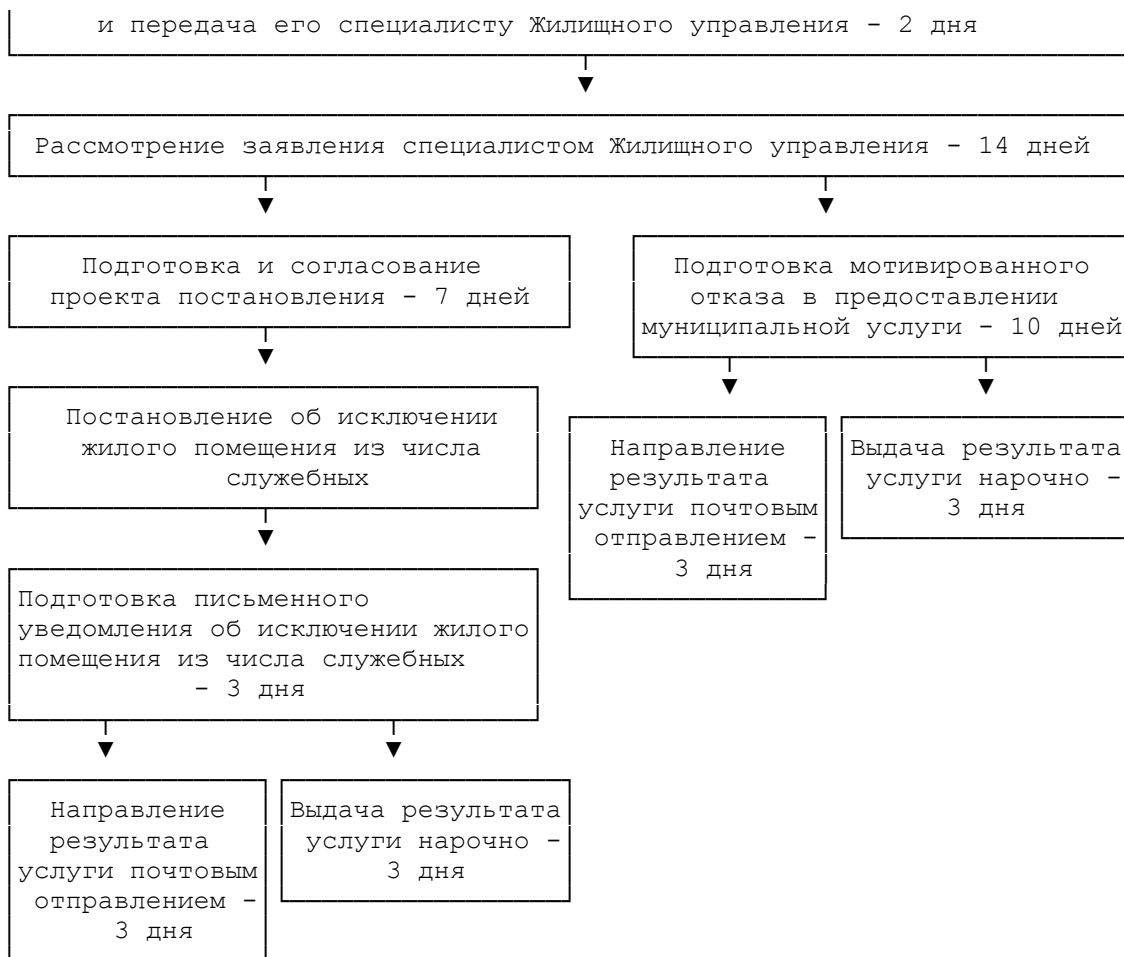 и передача его специалисту Жилищного управления - 2 дня
Рассмотрение заявления специалистом Жилищного управления - 14 дней
Подготовка и согласование
проекта постановления - 7 дней
Подготовка мотивированного
отказа в предоставлении
муниципальной услуги - 10 дней
Постановление об исключении
жилого помещения из числа
служебных
Направление
результата
услуги почтовым
отправлением -
3 дня
Выдача результата
услуги нарочно -
3 дня
Подготовка письменного
уведомления об исключении жилого
помещения из числа служебных
- 3 дня
Направление
результата
услуги почтовым
отправлением -
3 дня
Выдача результата
услуги нарочно -
3 дня